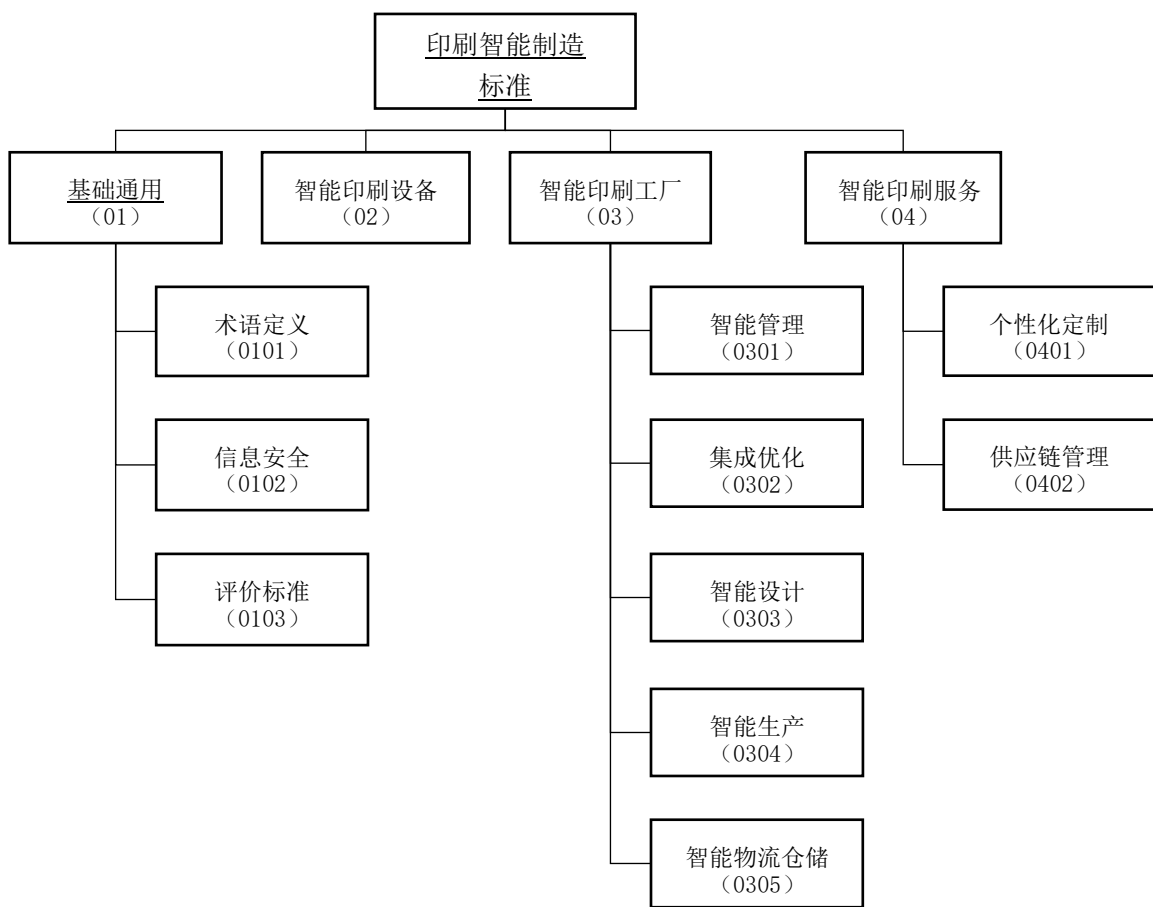 印刷智能制造
标准
基础通用
（01）
智能印刷设备
（02）
智能印刷工厂
（03）
智能印刷服务
（04）
术语定义
（0101）
智能管理
（0301）
个性化定制
（0401）
信息安全
（0102）
集成优化
（0302）
供应链管理
（0402）
评价标准
（0103）
智能设计
（0303）
智能生产
（0304）
智能物流仓储
（0305）